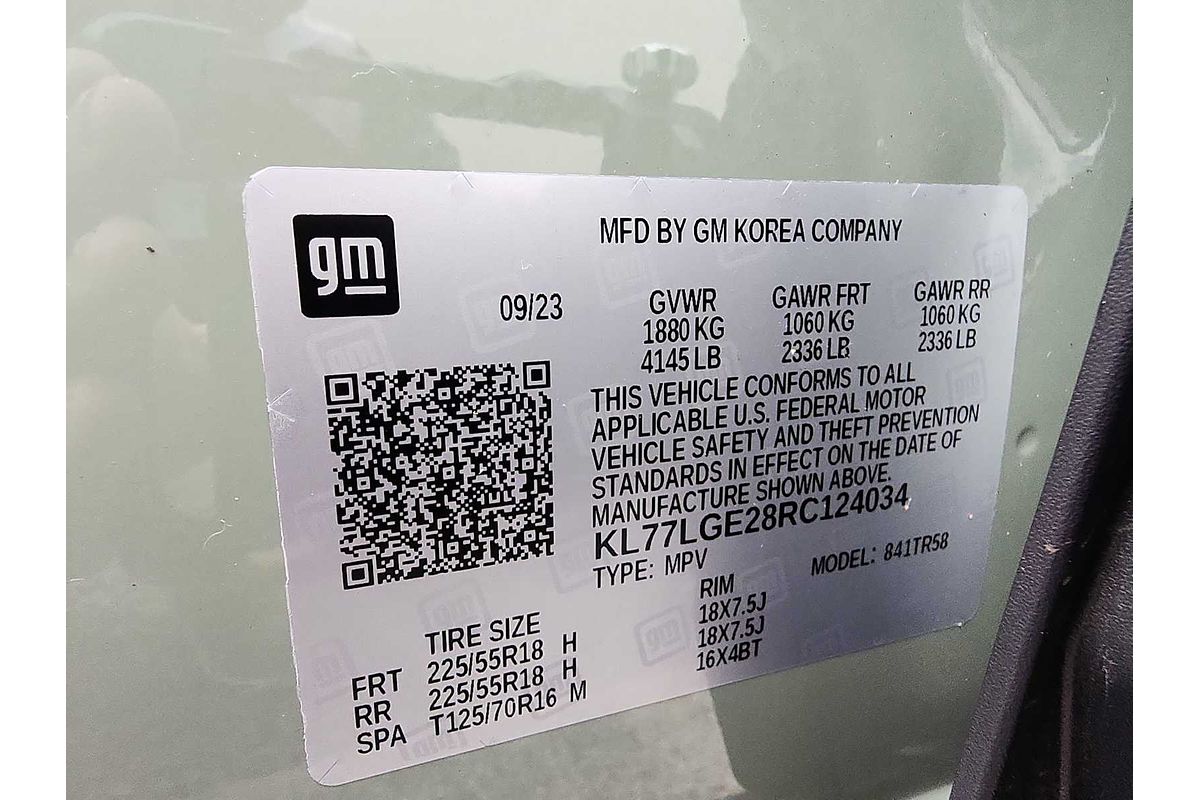 gm
MFD BY GM KOREA COMPANY
09/23
GVWR
1880 KG
4145 LB
GAWR FRT
1060 KG
2336 LB
GAWR RR
1060 KG
2336 LB
THIS VEHICLE CONFORMS TO ALL
APPLICABLE U.S. FEDERAL MOTOR
VEHICLE SAFETY AND THEFT PREVENTION
STANDARDS IN EFFECT ON THE DATE OF
MANUFACTURE SHOWN ABOVE.
KL77LGE28RC124034
TYPE: MPV MODEL: 841TR58
TIRE SIZE RIM
FRT 225/55R18 H 18X7.5J
RR 225/55R18 H 18X7.5J
SPA T125/70R16 M 16X4BT